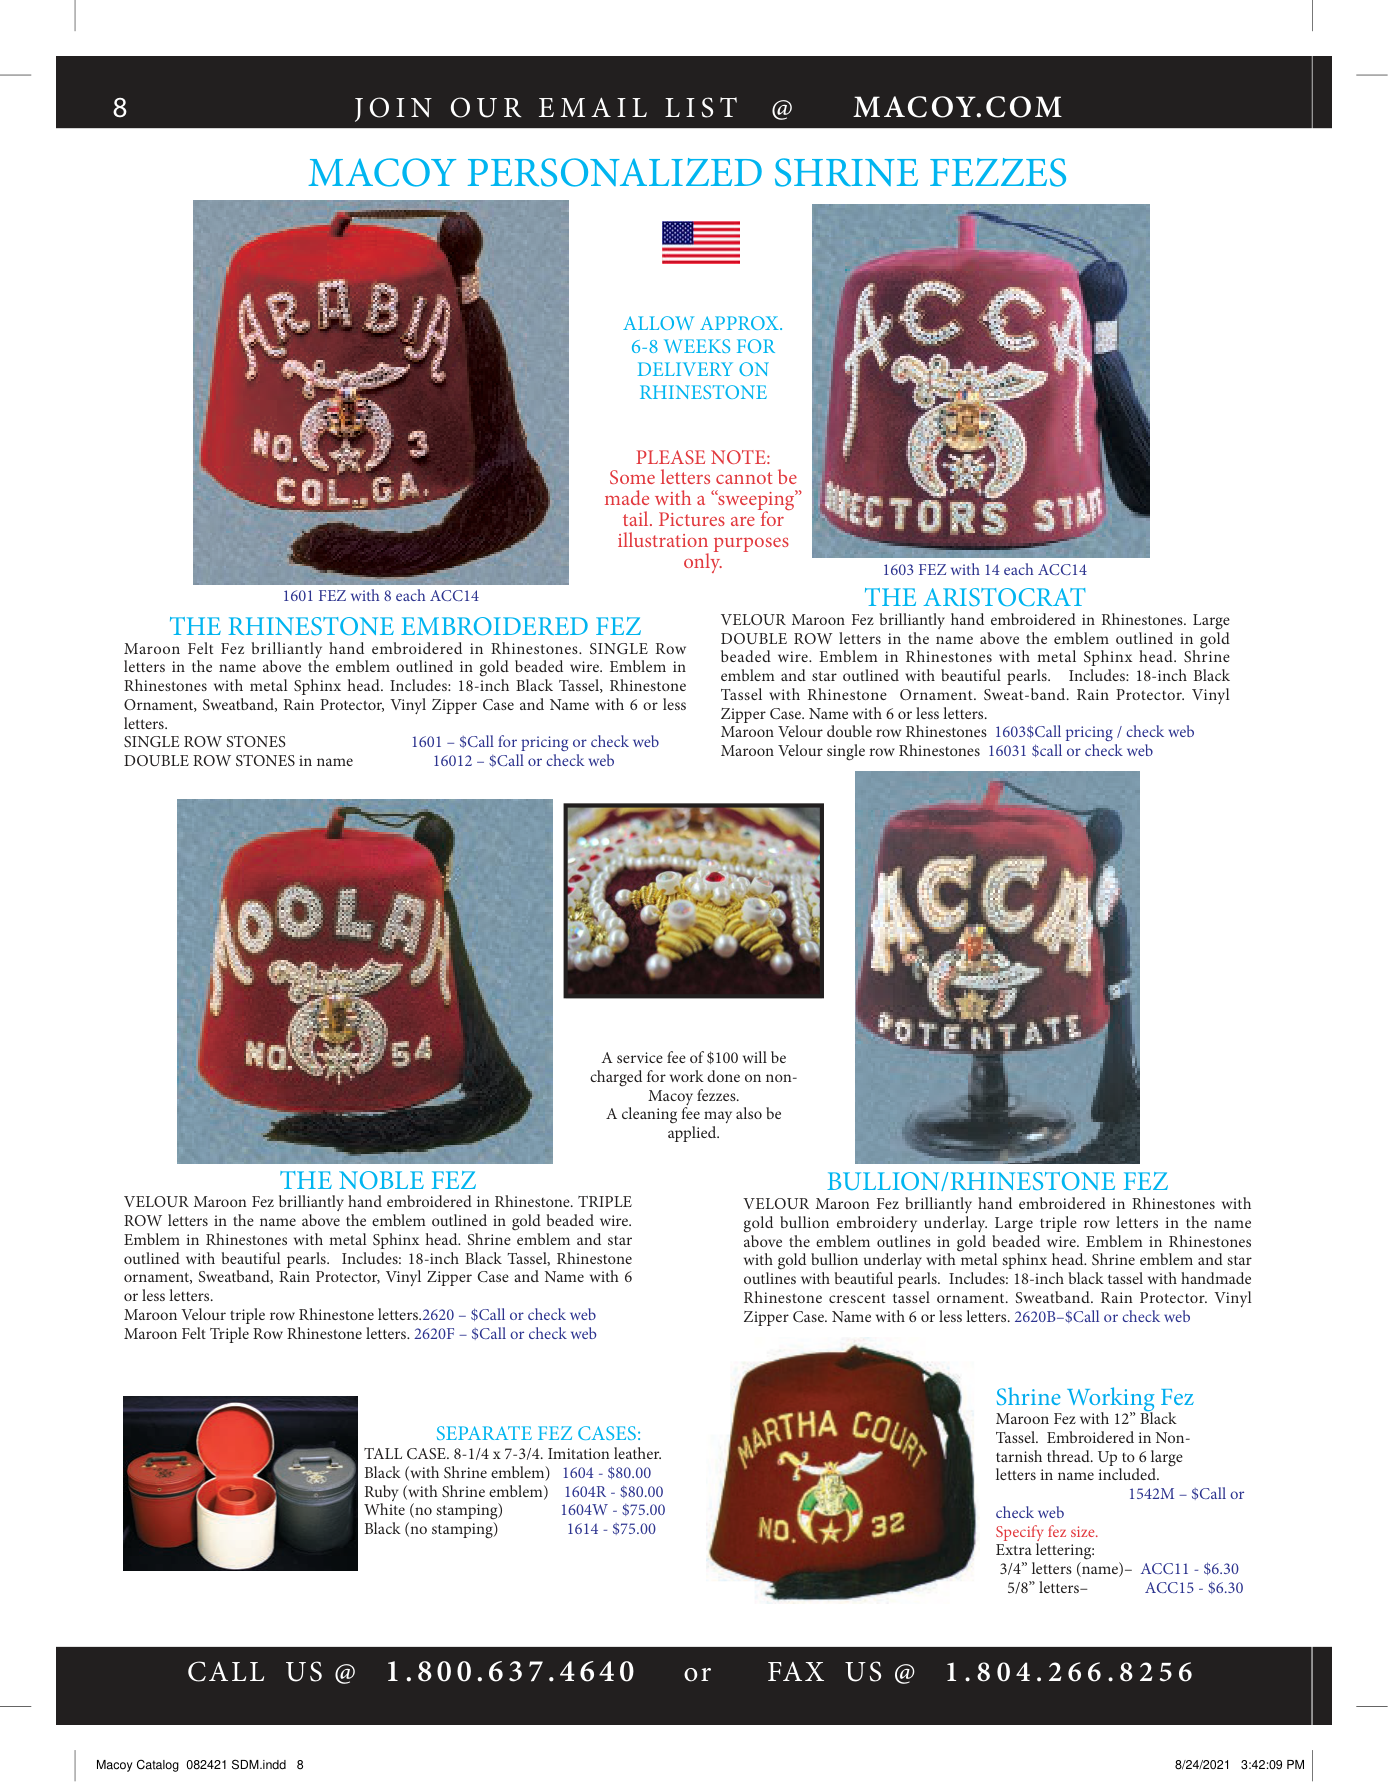 8
JOIN OUR EMAIL LIST @ MACOY.COM
MACOY PERSONALIZED SHRINE FEZZES
ARABIA
NO. 3
COL., GA.
ALLOW APPROX.
6-8 WEEKS FOR
DELIVERY ON
RHINESTONE
PLEASE NOTE:
Some letters cannot be
made with a “sweeping”
tail. Pictures are for
illustration purposes
only.
ACCA
DIRECTORS STAFF
1601 FEZ with 8 each ACC14
THE RHINESTONE EMBROIDERED FEZ
Maroon Felt Fez brilliantly hand embroidered in Rhinestones. SINGLE Row
letters in the name above the emblem outlined in gold beaded wire. Emblem in
Rhinestones with metal Sphinx head. Includes: 18-inch Black Tassel, Rhinestone
Ornament, Sweatband, Rain Protector, Vinyl Zipper Case and Name with 6 or less
letters.
SINGLE ROW STONES 1601 – $Call for pricing or check web
DOUBLE ROW STONES in name 16012 – $Call or check web
1603 FEZ with 14 each ACC14
THE ARISTOCRAT
VELOUR Maroon Fez brilliantly hand embroidered in Rhinestones. Large
DOUBLE ROW letters in the name above the emblem outlined in gold
beaded wire. Emblem in Rhinestones with metal Sphinx head. Shrine
emblem and star outlined with beautiful pearls. Includes: 18-inch Black
Tassel with Rhinestone Ornament. Sweat-band. Rain Protector. Vinyl
Zipper Case. Name with 6 or less letters.
Maroon Velour double row Rhinestones 1603$Call pricing / check web
Maroon Velour single row Rhinestones 16031 $call or check web
MOOLAH
NO. 54
A service fee of $100 will be
charged for work done on non-
Macoy fezzes.
A cleaning fee may also be
applied.
ACCA
POTENTATE
THE NOBLE FEZ
VELOUR Maroon Fez brilliantly hand embroidered in Rhinestone. TRIPLE
ROW letters in the name above the emblem outlined in gold beaded wire.
Emblem in Rhinestones with metal Sphinx head. Shrine emblem and star
outlined with beautiful pearls. Includes: 18-inch Black Tassel, Rhinestone
ornament, Sweatband, Rain Protector, Vinyl Zipper Case and Name with 6
or less letters.
Maroon Velour triple row Rhinestone letters.2620 – $Call or check web
Maroon Felt Triple Row Rhinestone letters. 2620F – $Call or check web
BULLION/RHINESTONE FEZ
VELOUR Maroon Fez brilliantly hand embroidered in Rhinestones with
gold bullion embroidery underlay. Large triple row letters in the name
above the emblem outlines in gold beaded wire. Emblem in Rhinestones
with gold bullion underlay with metal sphinx head. Shrine emblem and star
outlines with beautiful pearls. Includes: 18-inch black tassel with handmade
Rhinestone crescent tassel ornament. Sweatband. Rain Protector. Vinyl
Zipper Case. Name with 6 or less letters. 2620B–$Call or check web
SEPARATE FEZ CASES:
TALL CASE. 8-1/4 x 7-3/4. Imitation leather.
Black (with Shrine emblem) 1604 - $80.00
Ruby (with Shrine emblem) 1604R - $80.00
White (no stamping) 1604W - $75.00
Black (no stamping) 1614 - $75.00
MARTHA COURT
NO. 32
Shrine Working Fez
Maroon Fez with 12” Black
Tassel. Embroidered in Non-
tarnish thread. Up to 6 large
letters in name included.
1542M – $Call or
check web
Specify fez size.
Extra lettering:
3/4” letters (name)– ACC11 - $6.30
5/8” letters– ACC15 - $6.30
CALL US @ 1.800.637.4640 or FAX US @ 1.804.266.8256
Macoy Catalog 082421 SDM.indd 8
8/24/2021 3:42:09 PM